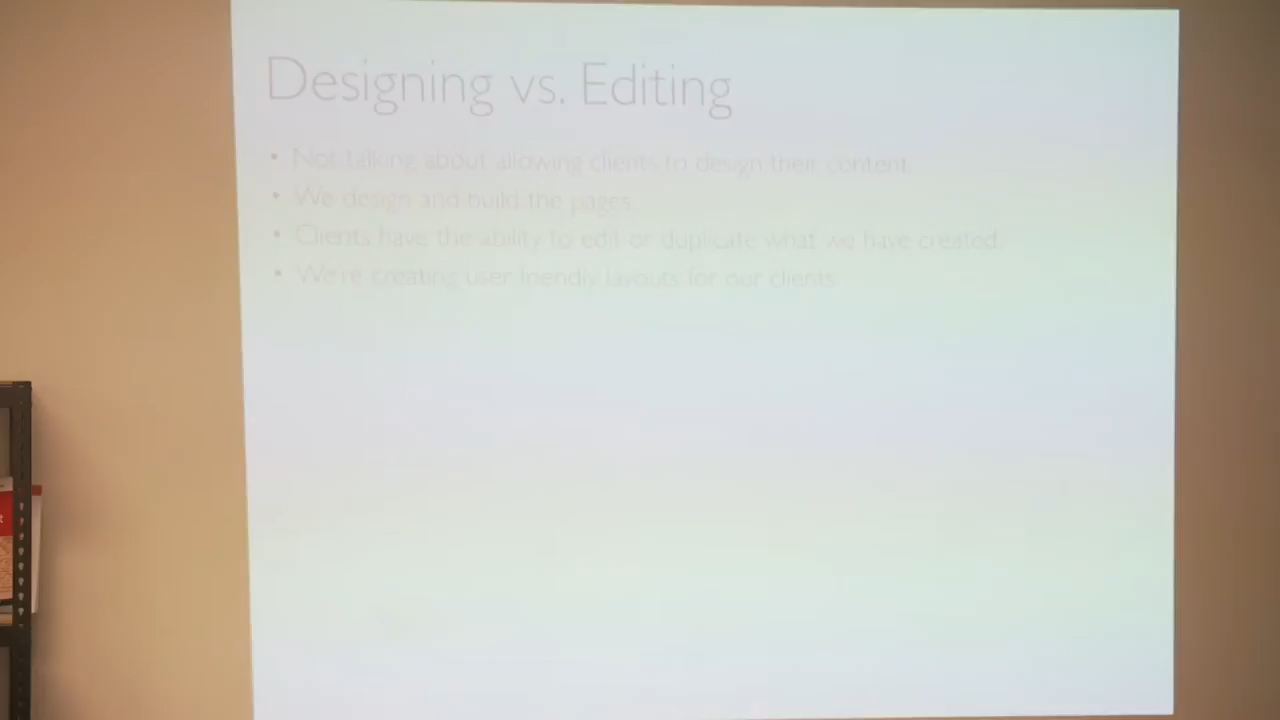 Designing vs. Editing
• Not talking about allowing clients to design their content.
• We design and build the pages.
• Clients have the ability to edit or duplicate what we have created.
• We're creating user friendly layouts for our clients.
t